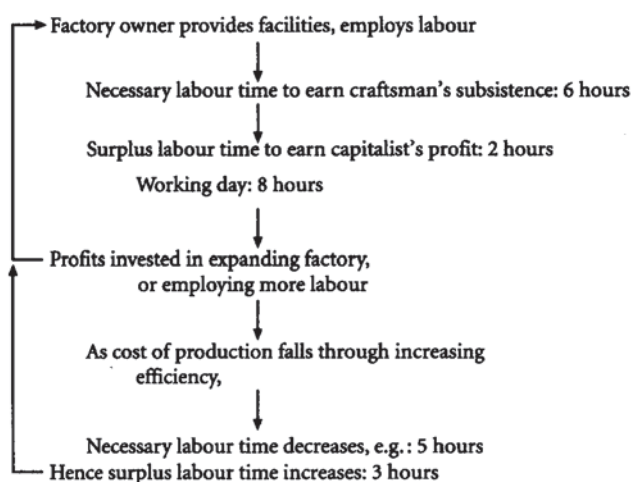 Factory owner provides facilities, employs labour
Necessary labour time to earn craftsman's subsistence: 6 hours
Surplus labour time to earn capitalist's profit: 2 hours
Working day: 8 hours
Profits invested in expanding factory,
or employing more labour
As cost of production falls through increasing
efficiency,
Necessary labour time decreases, e.g.: 5 hours
Hence surplus labour time increases: 3 hours